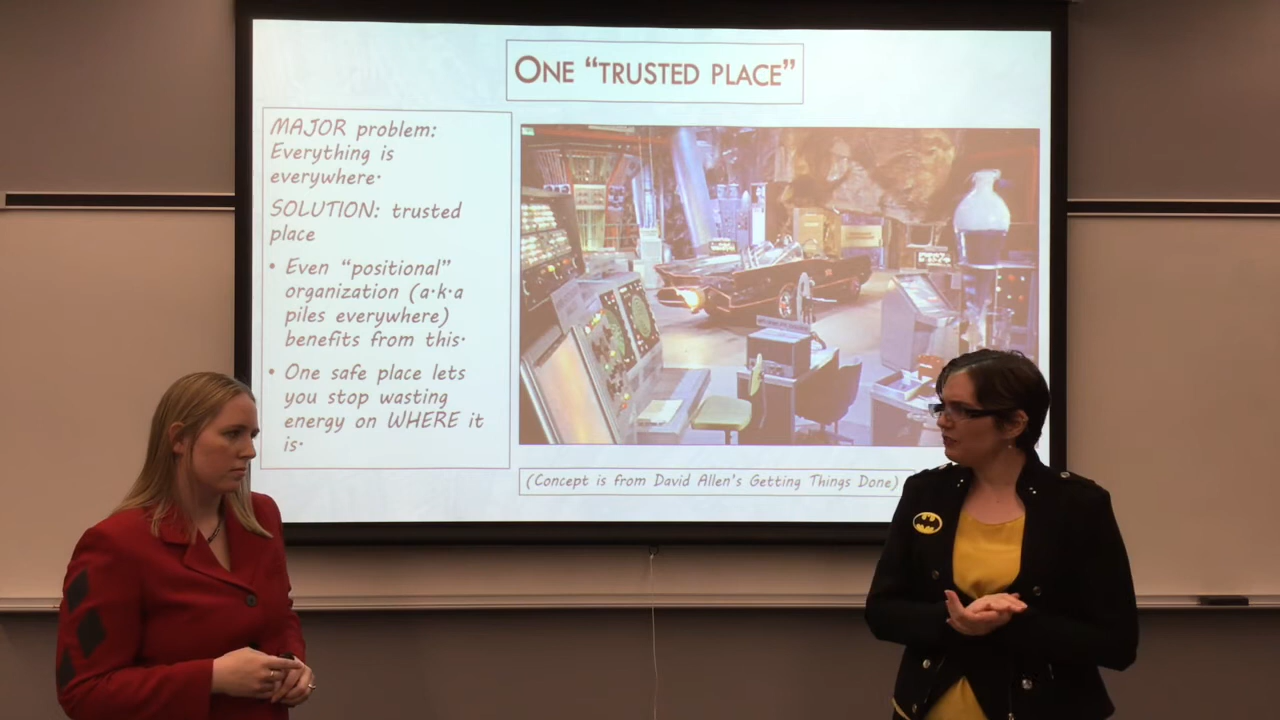 ONE “TRUSTED PLACE”
MAJOR problem:
Everything is
everywhere.
SOLUTION: trusted
place
• Even “positional”
organization (a.k.a
piles everywhere)
benefits from this.
• One safe place lets
you stop wasting
energy on WHERE it
is.
(Concept is from David Allen's Getting Things Done)